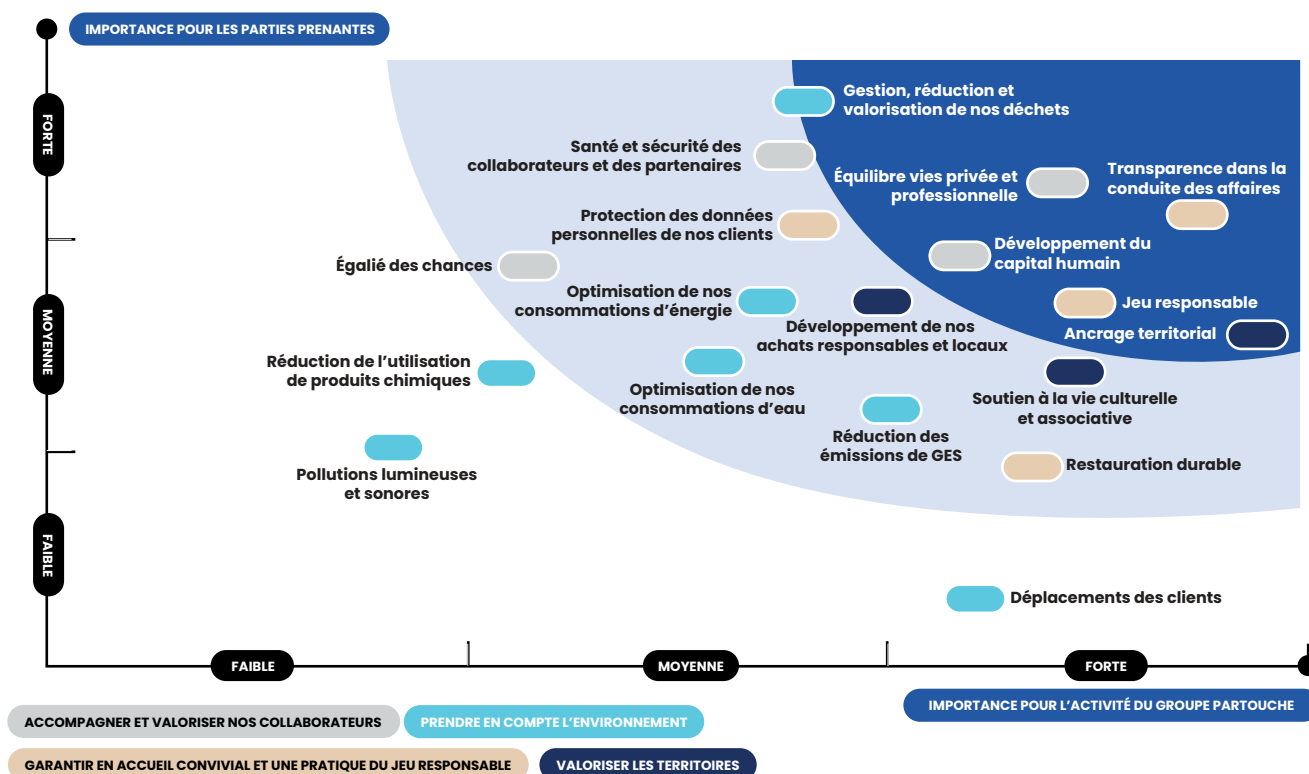 IMPORTANCE POUR LES PARTIES PRENANTES
FORTE
Gestion, réduction et
valorisation de nos déchets
Santé et sécurité des
collaborateurs et des partenaires
Équilibre vies privée et
professionnelle
Transparence dans la
conduite des affaires
Protection des données
personnelles de nos clients
Développement du
capital humain
Égalié des chances
Optimisation de nos
consommations d’énergie
Jeu responsable
MOYENNE
Développement de nos
achats responsables et locaux
Ancrage territorial
Réduction de l’utilisation
de produits chimiques
Optimisation de nos
consommations d’eau
Soutien à la vie culturelle
et associative
Réduction des
émissions de GES
Restauration durable
Pollutions lumineuses
et sonores
FAIBLE
Déplacements des clients
FAIBLE
MOYENNE
FORTE
IMPORTANCE POUR L’ACTIVITÉ DU GROUPE PARTOUCHE
ACCOMPAGNER ET VALORISER NOS COLLABORATEURS
PRENDRE EN COMPTE L’ENVIRONNEMENT
GARANTIR EN ACCUEIL CONVIVIAL ET UNE PRATIQUE DU JEU RESPONSABLE
VALORISER LES TERRITOIRES